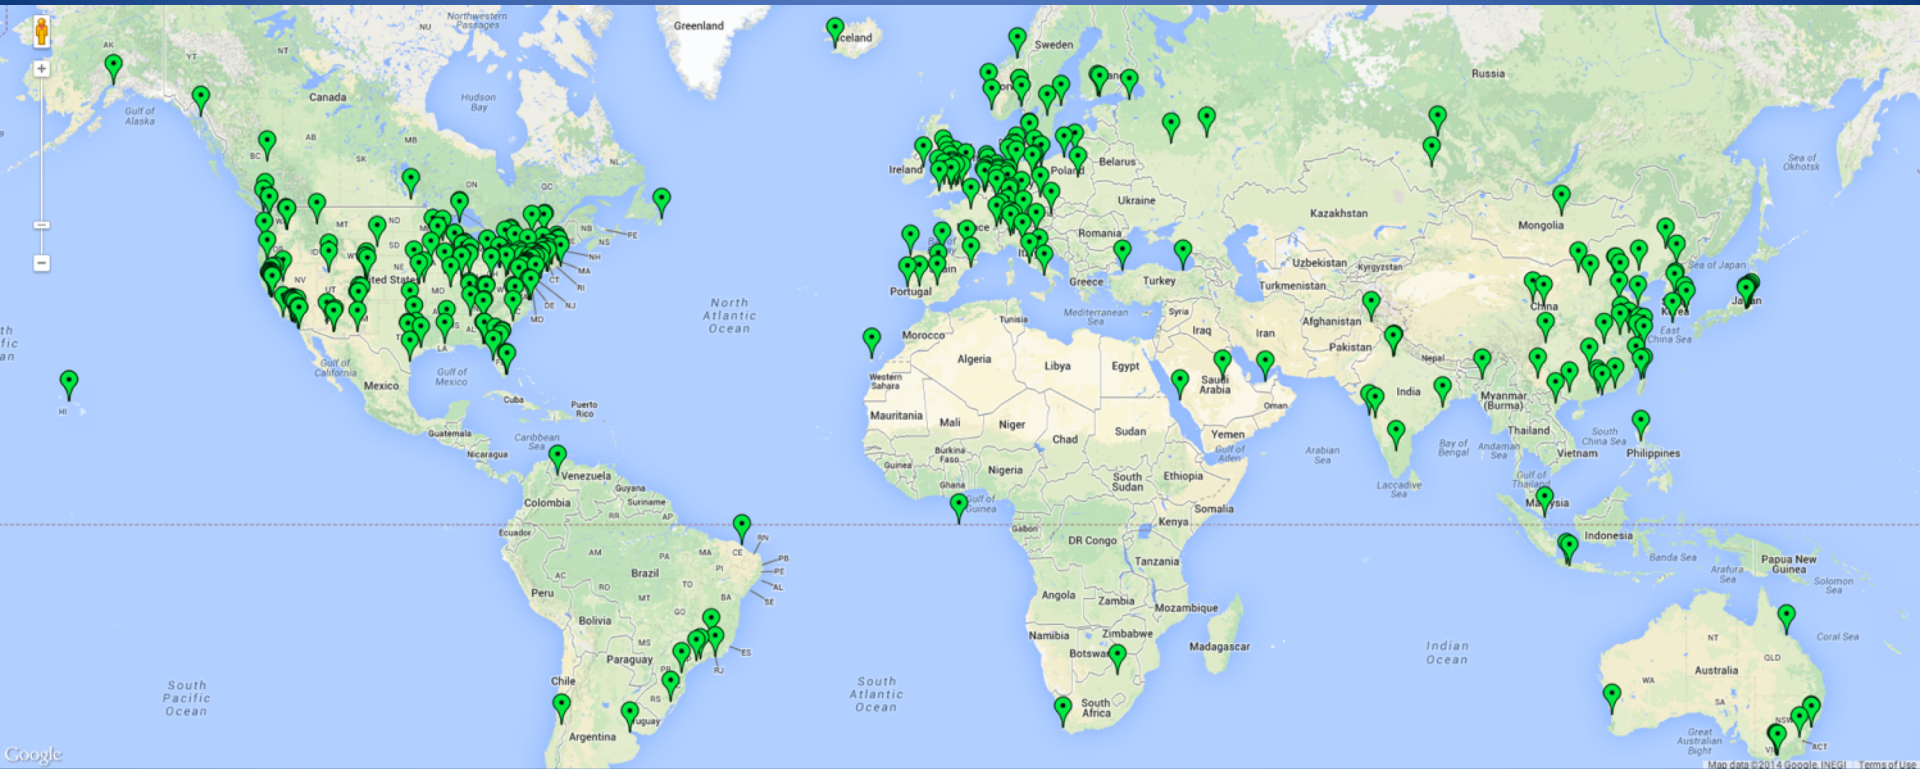 Greenland
Northwestern
Passages
NU
Iceland
AK
YT
NT
Sweden
Russia
Canada
Hudson
Bay
Gulf of
Alaska
AB
MB
BC
SK
ON
QC
NL
Ireland
Poland
Belarus
Sea of
Okhotsk
Ukraine
Kazakhstan
Mongolia
MT
ND
SD
NB
PE
NS
NH
MA
RI
CT
NJ
DE
MD
Romania
Uzbekistan
Kyrgyzstan
Turkmenistan
Sea of Japan
NE
NV
UT
United States
MO
AL
LA
Portugal
Greece
Turkey
China
Japan
North
Atlantic
Ocean
Mediterranean
Sea
Tunisia
Syria
Iraq
Iran
Afghanistan
Pakistan
Nepal
East
China Sea
Morocco
Algeria
Libya
Egypt
Western
Sahara
Saudi
Arabia
Oman
India
Myanmar
(Burma)
Gulf of
California
Gulf of
Mexico
Mexico
Cuba
Puerto
Rico
HI
Guatemala
Nicaragua
Caribbean
Sea
Mauritania
Mali
Niger
Chad
Sudan
Yemen
Gulf of
Aden
Arabian
Sea
Bay of
Bengal
Andaman
Sea
Thailand
South
China Sea
Vietnam
Philippines
Gulf of
Thailand
Laccadive
Sea
Malaysia
Venezuela
Guyana
Suriname
Colombia
RR
AP
Ecuador
Guinea
Burkina
Faso
Ghana
Nigeria
Gulf of
Guinea
South
Sudan
Ethiopia
Somalia
Gabon
Kenya
DR Congo
Tanzania
Indonesia
Banda Sea
Arafura
Sea
Papua New
Guinea
Solomon
Sea
AM
PA
MA
CE
RN
PB
PE
AL
SE
PI
AC
RO
TO
Brazil
Peru
MT
BA
GO
Bolivia
MS
ES
RJ
Paraguay
PR
RS
Chile
Uruguay
Argentina
Angola
Zambia
Mozambique
Namibia
Zimbabwe
Botswana
Madagascar
South
Africa
South
Pacific
Ocean
South
Atlantic
Ocean
Indian
Ocean
Coral Sea
NT
QLD
Australia
WA
SA
NSW
ACT
VIC
Great
Australian
Bight
Google
Map data ©2014 Google, INEGI
Terms of Use